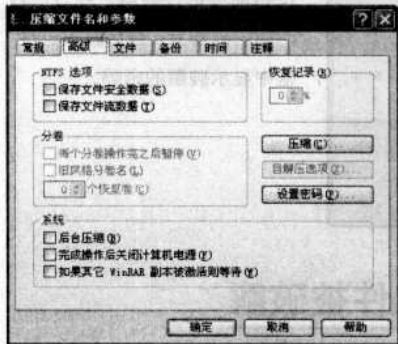 压缩文件名和参数
常规 高级 文件 备份 时间 注释
NTFS 选项
保存文件安全数据(S)
保存文件流数据(T)
恢复记录(R)
0 %
分卷
每个分卷操作完之后暂停(V)
旧风格分卷名(L)
0 个恢复卷(L)
压缩(C)...
自解压选项(X)...
设置密码(P)...
系统
后台压缩(B)
完成操作后关闭计算机电源(F)
如果其它 WinRAR 副本被激活则等待(W)
确定 取消 帮助